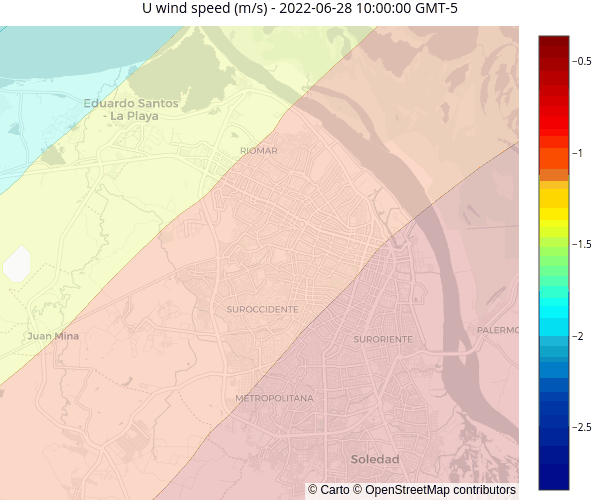 U wind speed (m/s) - 2022-06-28 10:00:00 GMT-5
−0.5
Eduardo Santos
- La Playa
RIOMAR
−1
−1.5
SUROCCIDENTE
Juan Mina
SURORIENTE
PALERMO
−2
METROPOLITANA
−2.5
Soledad
© Carto © OpenStreetMap contributors